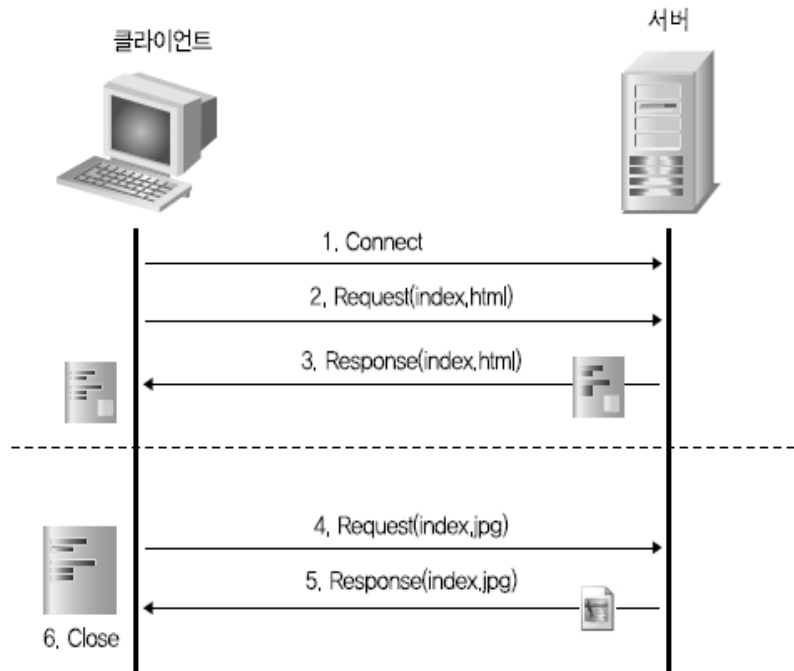 클라이언트
서버
1, Connect
2, Request(index,html)
3, Response(index,html)
4, Request(index,jpg)
5, Response(index,jpg)
6, Close